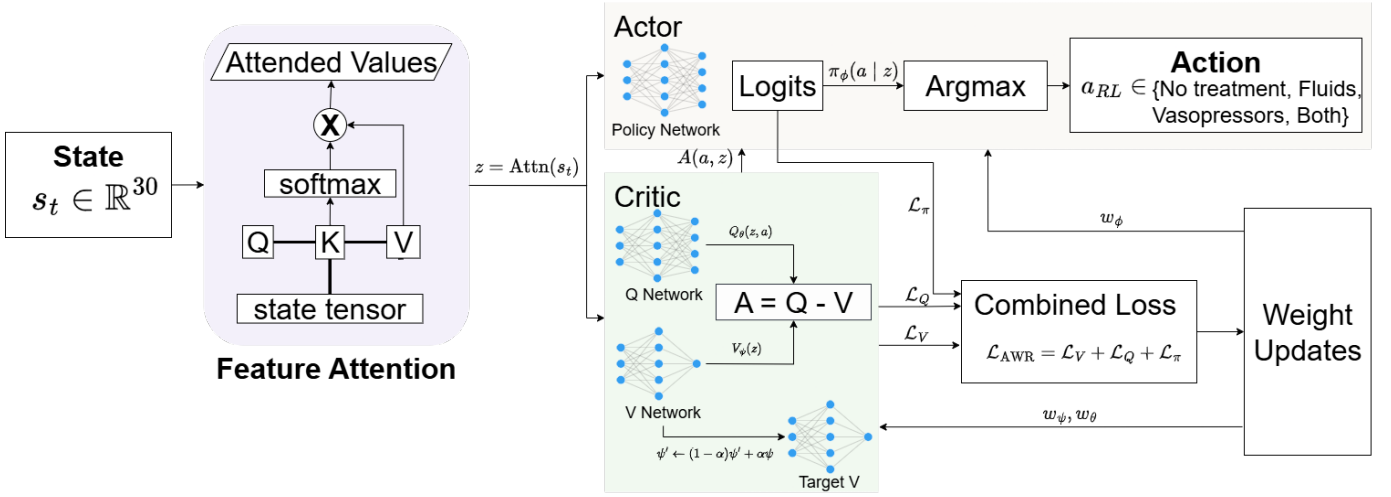 State
s_t ∈ ℝ^30
Attended Values
X
softmax
Q
K
V
state tensor
Feature Attention
z = Attn(s_t)
Actor
Policy Network
Logits
π_ϕ(a | z)
Argmax
Action
a_RL ∈ {No treatment, Fluids,
Vasopressors, Both}
A(a, z)
Critic
Q Network
Q_θ(z, a)
A = Q - V
V_ψ(z)
V Network
ψ′ ← (1 − α)ψ′ + αψ
Target V
ℒ_π
ℒ_Q
ℒ_V
Combined Loss
ℒ_AWR = ℒ_V + ℒ_Q + ℒ_π
w_ϕ
w_ψ, w_θ
Weight
Updates